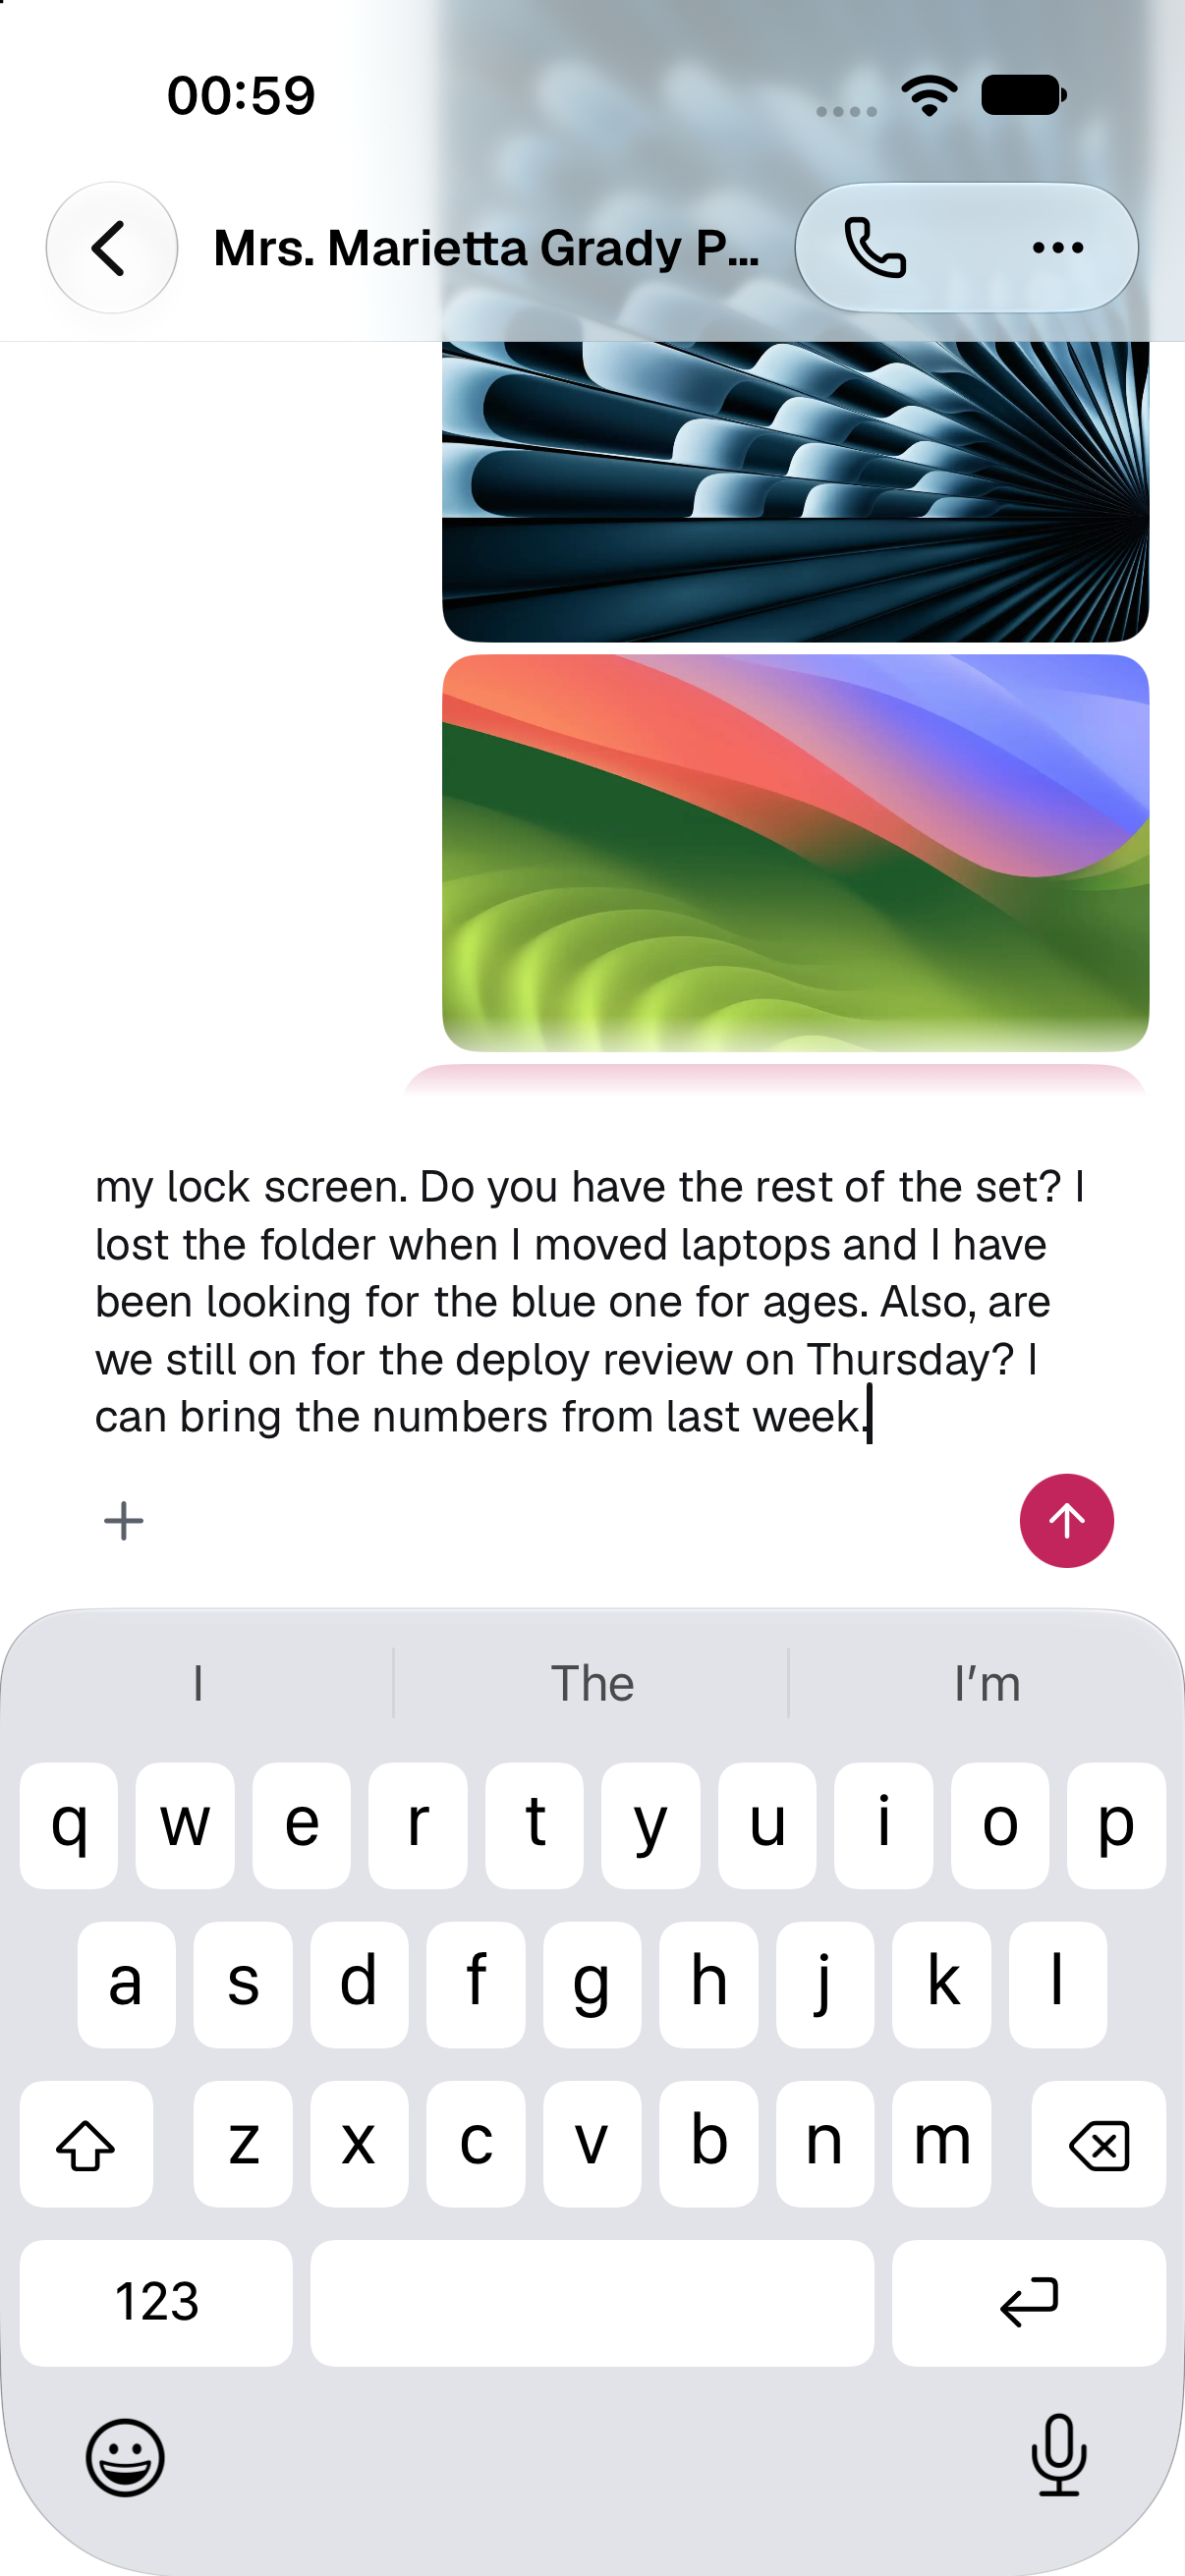 00:59
Mrs. Marietta Grady P...
my lock screen. Do you have the rest of the set? I
lost the folder when I moved laptops and I have
been looking for the blue one for ages. Also, are
we still on for the deploy review on Thursday? I
can bring the numbers from last week.
I The I’m
q w e r t y u i o p
a s d f g h j k l
z x c v b n m
123